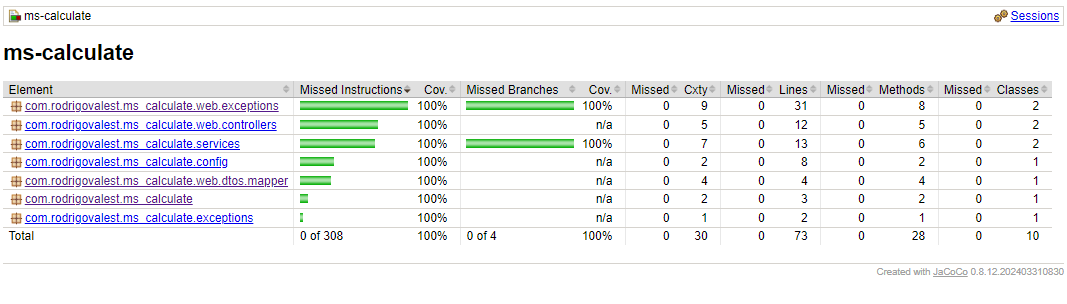 ms-calculate Sessions
ms-calculate
Element Missed Instructions Cov. Missed Branches Cov. Missed Cxty Missed Lines Missed Methods Missed Classes
com.rodrigovalest.ms_calculate.web.exceptions 100% 100% 0 9 0 31 0 8 0 2
com.rodrigovalest.ms_calculate.web.controllers 100% n/a 0 5 0 12 0 5 0 2
com.rodrigovalest.ms_calculate.services 100% 100% 0 7 0 13 0 6 0 2
com.rodrigovalest.ms_calculate.config 100% n/a 0 2 0 8 0 2 0 1
com.rodrigovalest.ms_calculate.web.dtos.mapper 100% n/a 0 4 0 4 0 4 0 1
com.rodrigovalest.ms_calculate 100% n/a 0 2 0 3 0 2 0 1
com.rodrigovalest.ms_calculate.exceptions 100% n/a 0 1 0 2 0 1 0 1
Total 0 of 308 100% 0 of 4 100% 0 30 0 73 0 28 0 10
Created with JaCoCo 0.8.12.202403310830